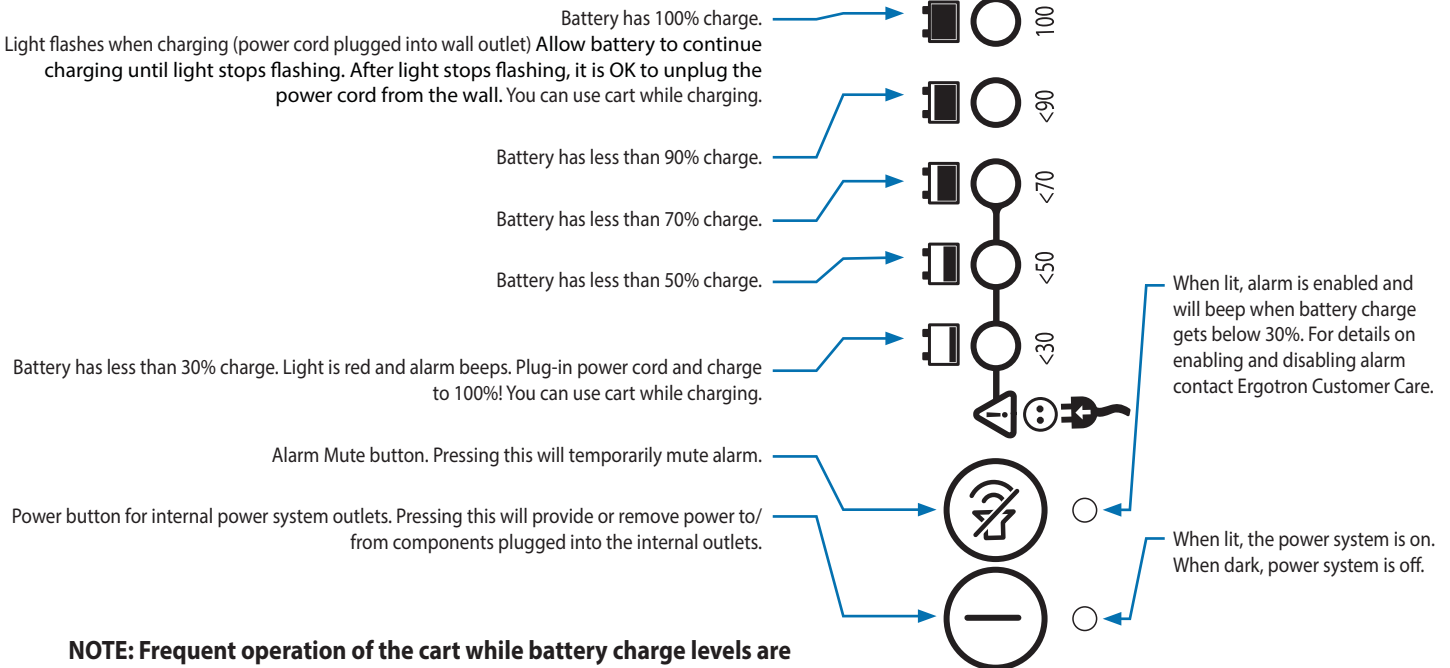 Battery has 100% charge.
Light flashes when charging (power cord plugged into wall outlet) Allow battery to continue
charging until light stops flashing. After light stops flashing, it is OK to unplug the
power cord from the wall. You can use cart while charging.
Battery has less than 90% charge.
Battery has less than 70% charge.
Battery has less than 50% charge.
Battery has less than 30% charge. Light is red and alarm beeps. Plug-in power cord and charge
to 100%! You can use cart while charging.
Alarm Mute button. Pressing this will temporarily mute alarm.
Power button for internal power system outlets. Pressing this will provide or remove power to/
from components plugged into the internal outlets.
100
<90
<70
<50
<30
When lit, alarm is enabled and
will beep when battery charge
gets below 30%. For details on
enabling and disabling alarm
contact Ergotron Customer Care.
When lit, the power system is on.
When dark, power system is off.
NOTE: Frequent operation of the cart while battery charge levels are